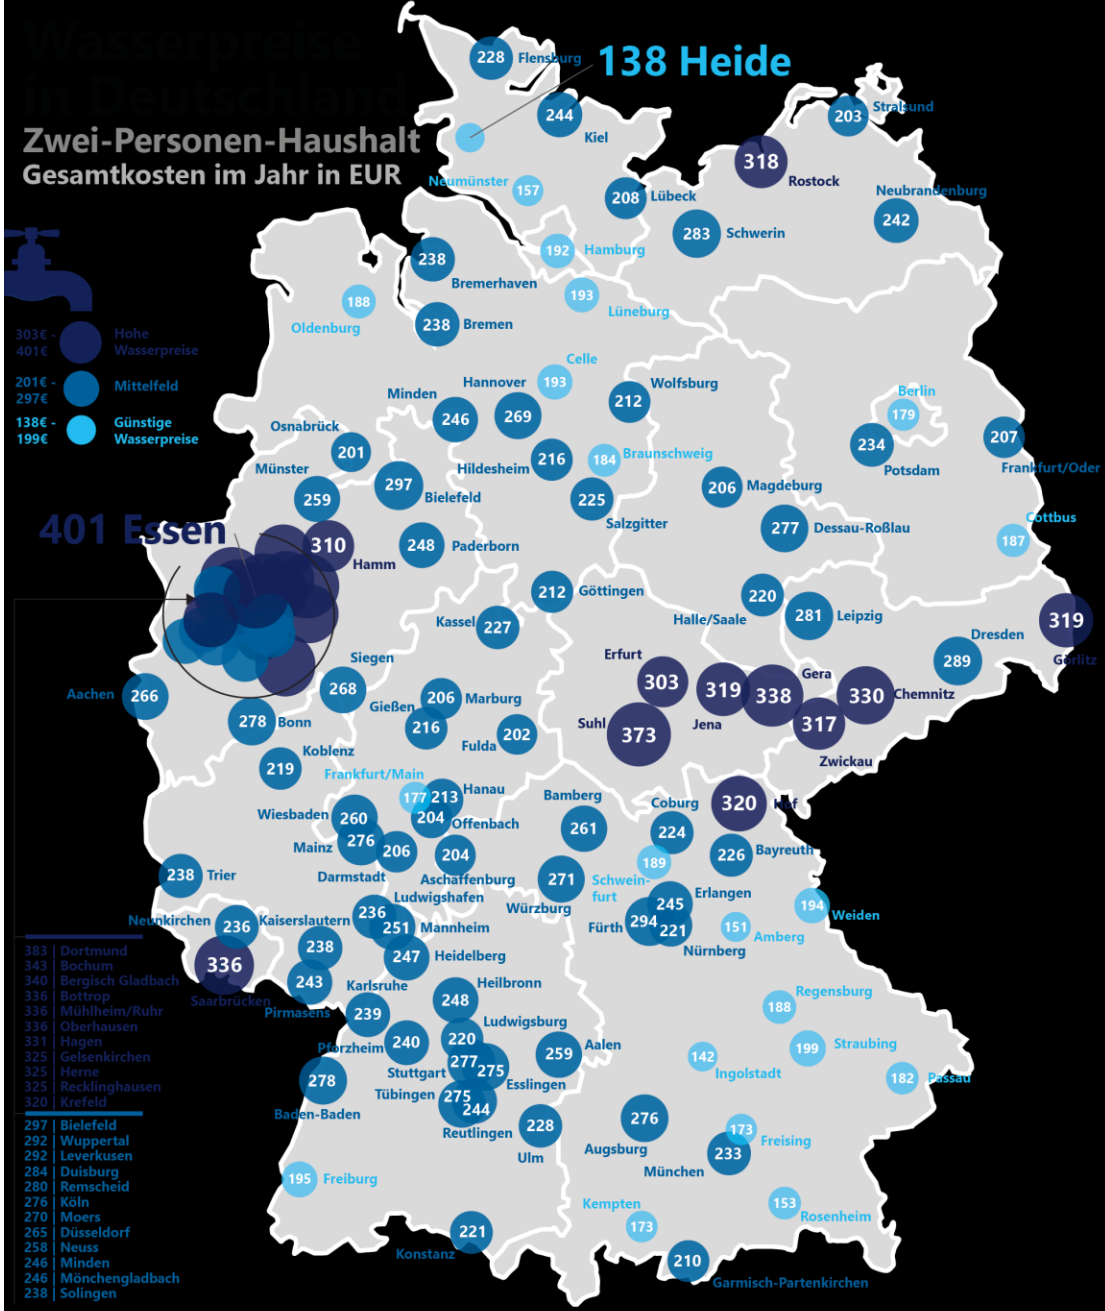 Wasserpreise
in Deutschland
Zwei-Personen-Haushalt
Gesamtkosten im Jahr in EUR
138 Heide
228 Flensburg
244
Kiel
203
Stralsund
318
Rostock
Neumünster
157
208 Lübeck
Neubrandenburg
242
283 Schwerin
192 Hamburg
238
Bremerhaven
193
Lüneburg
188
Oldenburg
238 Bremen
303€ -
401€
Hohe
Wasserpreise
201€ -
297€
Mittelfeld
138€ -
199€
Günstige
Wasserpreise
Celle
193
Hannover
269
Wolfsburg
212
Minden
246
Berlin
179
234
Potsdam
207
Frankfurt/Oder
Osnabrück
201
Hildesheim 216
184 Braunschweig
Münster
259
297
Bielefeld
225
Salzgitter
206 Magdeburg
277 Dessau-Roßlau
Cottbus
187
401 Essen
310
Hamm
248 Paderborn
212 Göttingen
Kassel 227
220
Halle/Saale
281 Leipzig
Dresden
289
319
Görlitz
Siegen
268
Aachen 266
278 Bonn
Koblenz
219
206 Marburg
Gießen
216
Fulda 202
Erfurt
303
319
Jena
Gera
338
330 Chemnitz
317
Zwickau
Suhl
373
Frankfurt/Main
177
213 Hanau
204 Offenbach
Wiesbaden 260
Mainz 276
206
Darmstadt
204
Aschaffenburg
Bamberg
261
Coburg
224
320 Hof
226 Bayreuth
189
Schwein-
furt
271
Würzburg
238 Trier
Ludwigshafen
236
251 Mannheim
Erlangen
245
Fürth 294
221
Nürnberg
194 Weiden
151
Amberg
Neunkirchen
236
Kaiserslautern
238
336
Saarbrücken
243
Pirmasens
247 Heidelberg
Karlsruhe
239
Heilbronn
248
Regensburg
188
Pforzheim 240
Ludwigsburg
220
Stuttgart 277
275
Esslingen
259 Aalen
142
Ingolstadt
199 Straubing
182 Passau
278
Baden-Baden
Tübingen 275
244
Reutlingen
228
Ulm
276
Augsburg
173
Freising
233
München
195 Freiburg
221
Konstanz
Kempten
173
153
Rosenheim
210
Garmisch-Partenkirchen
383 | Dortmund
343 | Bochum
340 | Bergisch Gladbach
336 | Bottrop
336 | Mühlheim/Ruhr
336 | Oberhausen
331 | Hagen
325 | Gelsenkirchen
325 | Herne
325 | Recklinghausen
320 | Krefeld
297 | Bielefeld
292 | Wuppertal
292 | Leverkusen
284 | Duisburg
280 | Remscheid
276 | Köln
270 | Moers
265 | Düsseldorf
258 | Neuss
246 | Minden
246 | Mönchengladbach
238 | Solingen